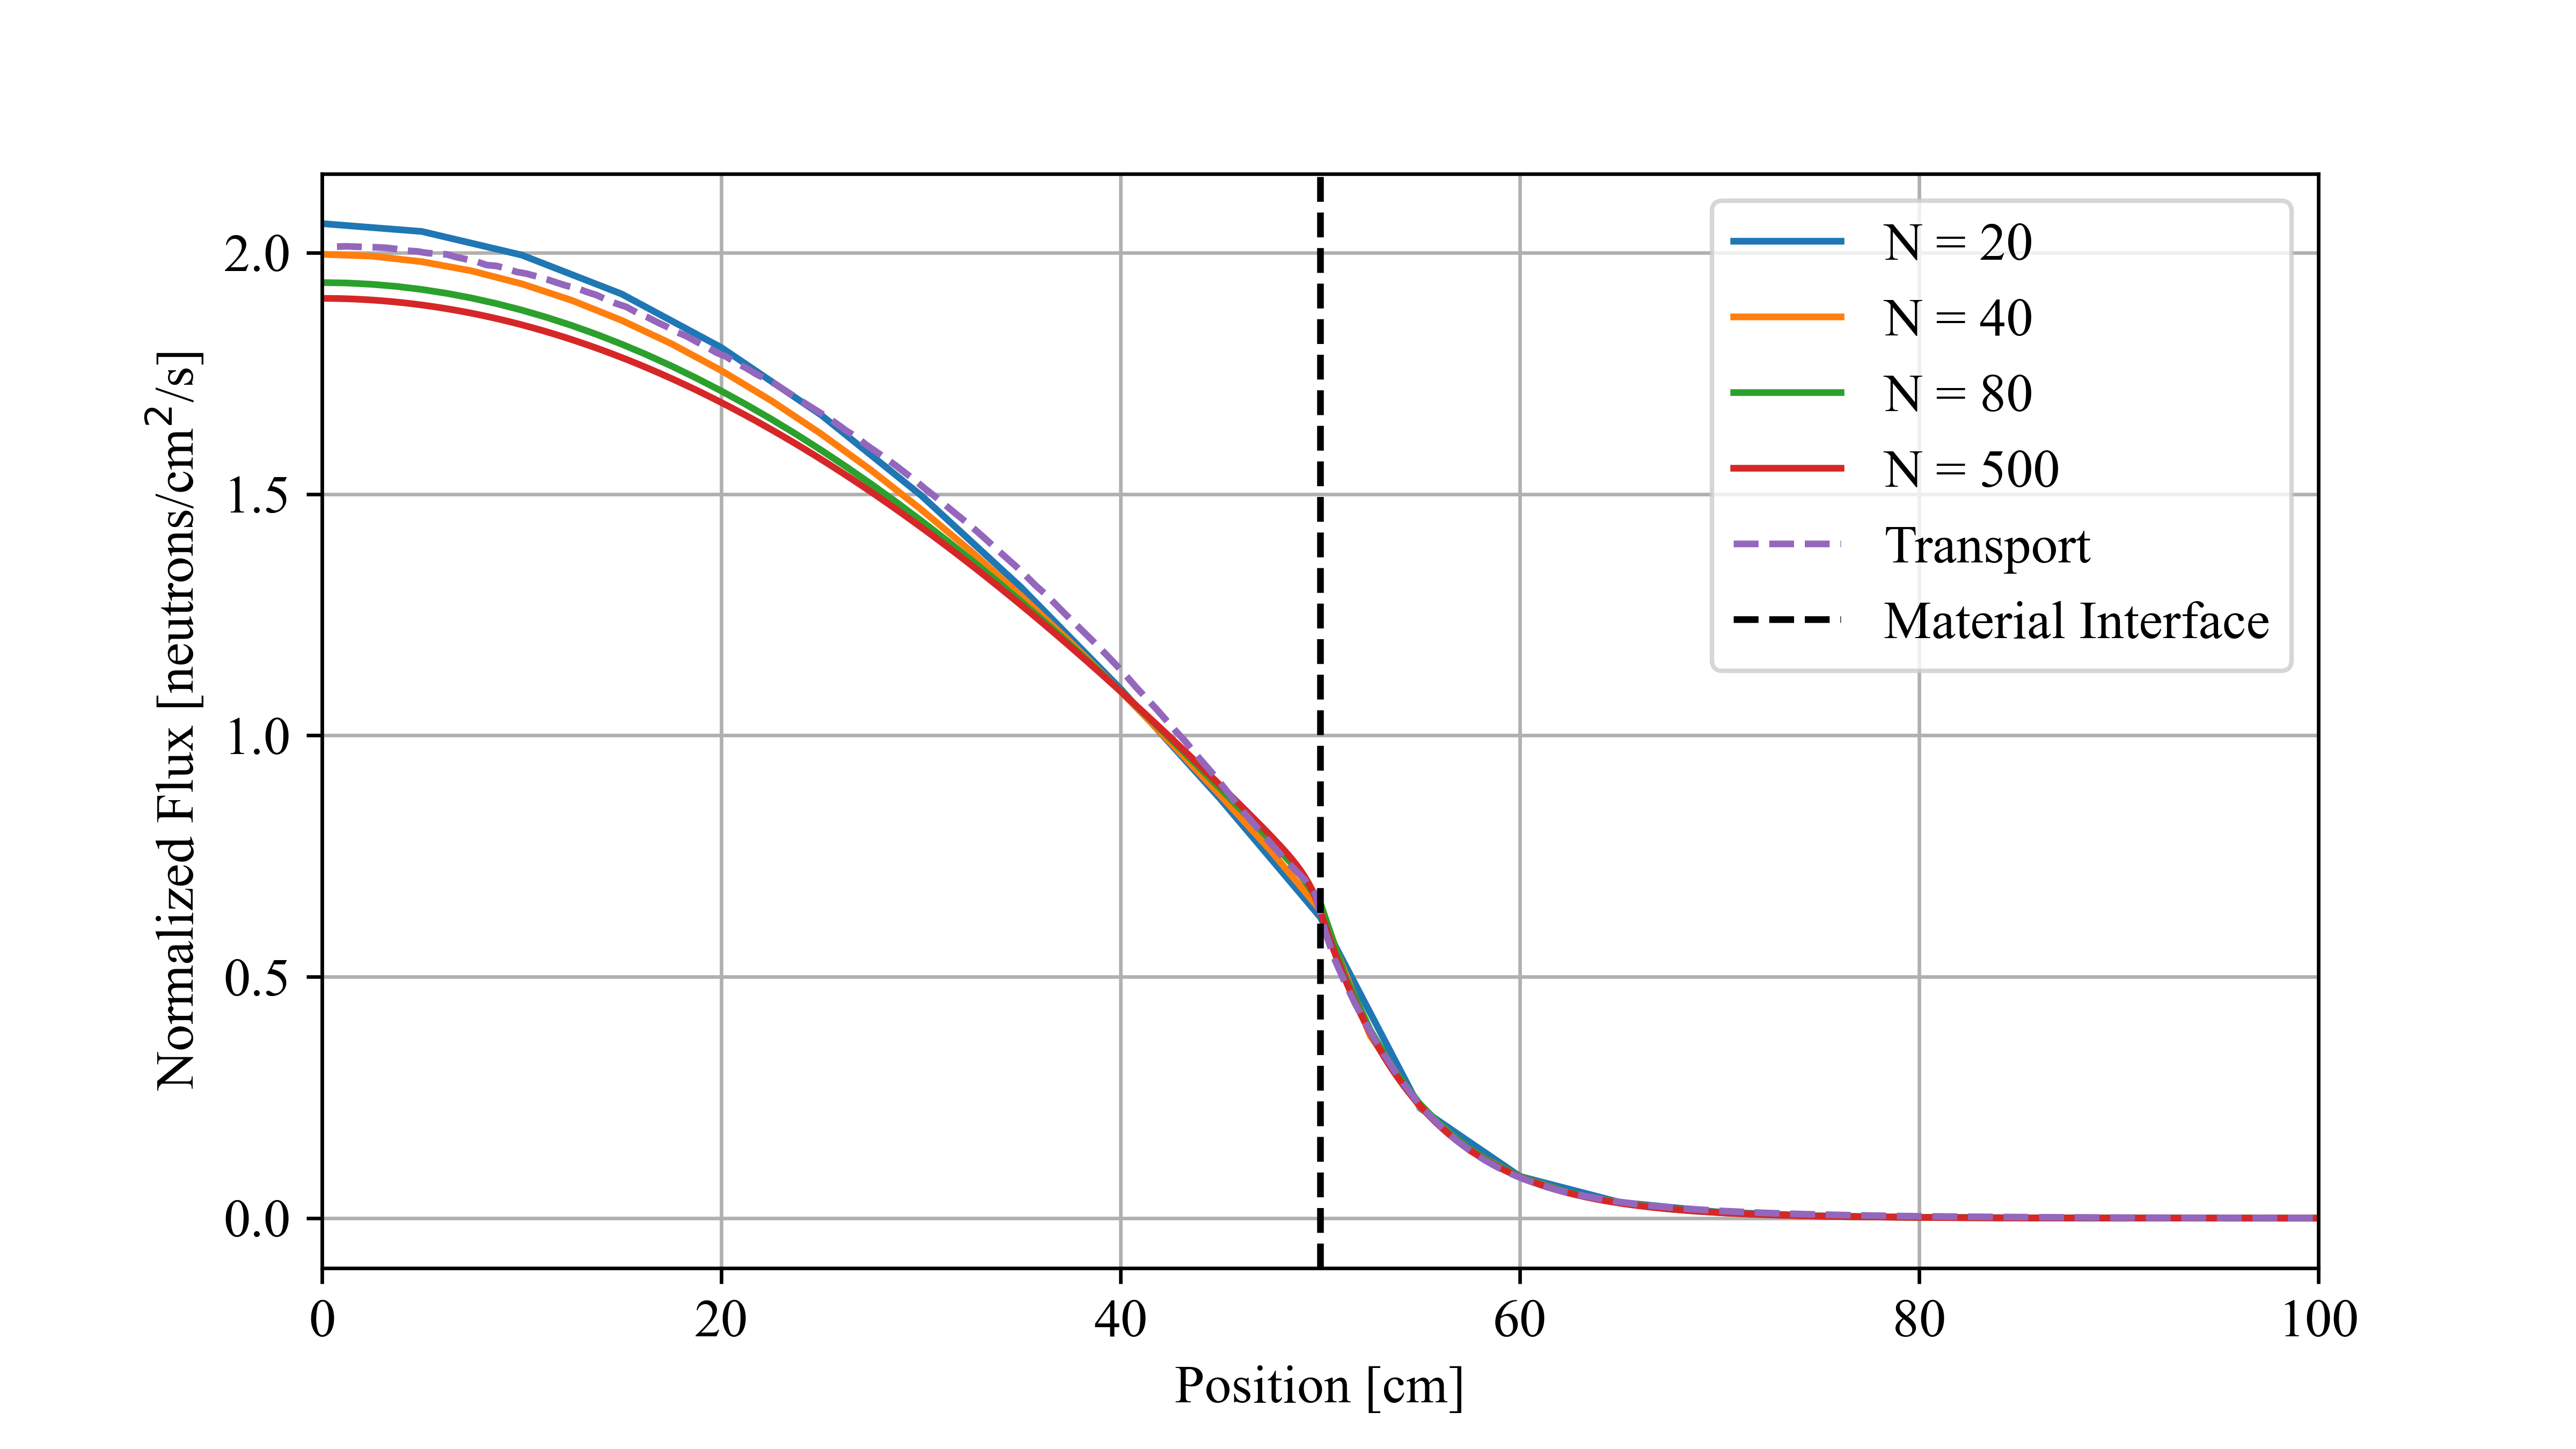 Normalized Flux [neutrons/cm²/s]
2.0
1.5
1.0
0.5
0.0
0 20 40 60 80 100
Position [cm]
N = 20
N = 40
N = 80
N = 500
Transport
Material Interface